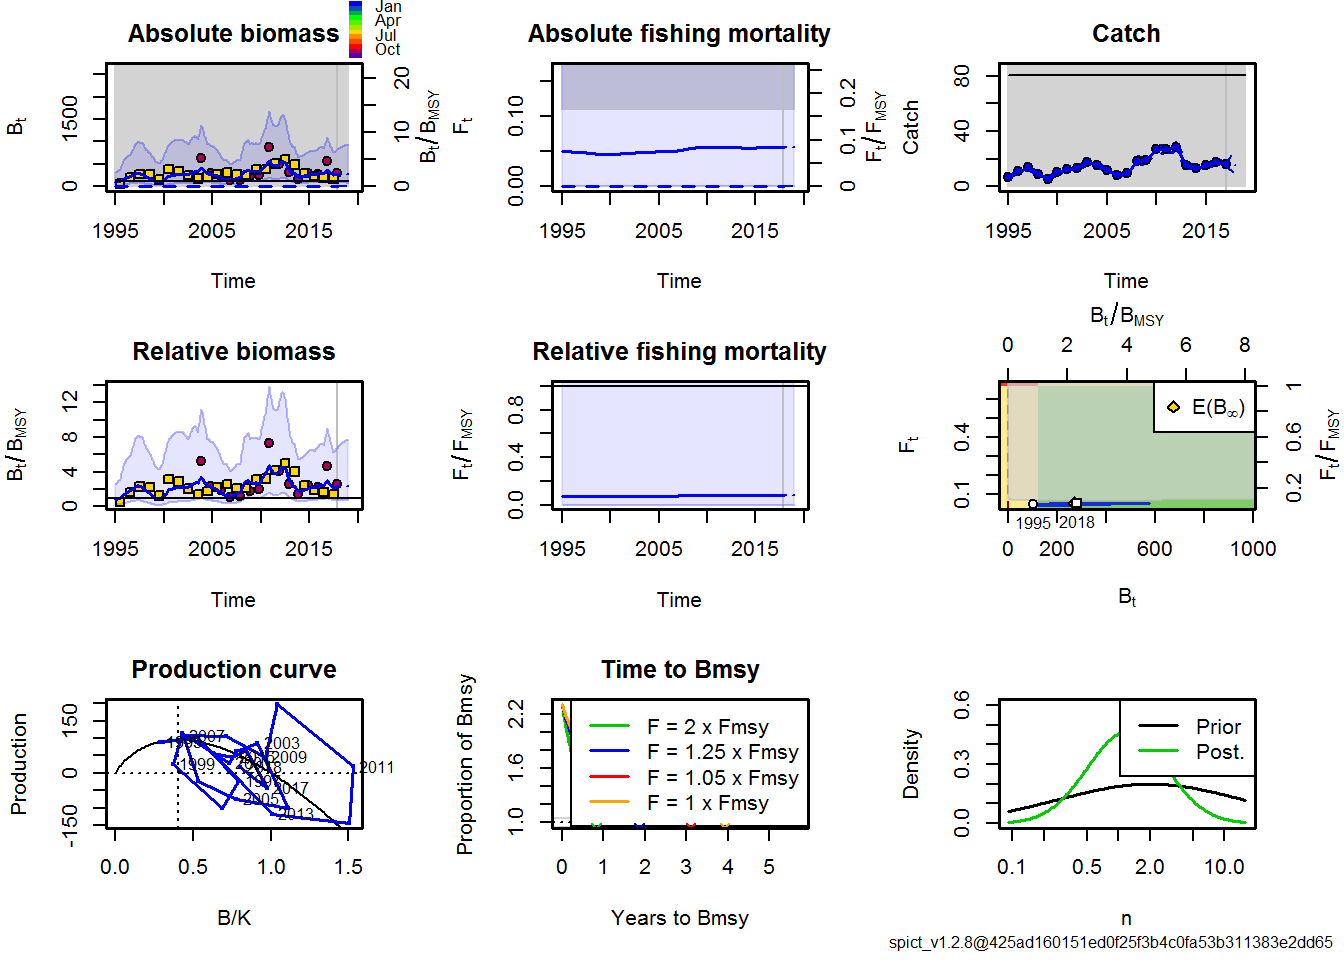 Jan
Apr
Jul
Oct
Absolute biomass
Absolute fishing mortality
Catch
Bt
0 1500
0 10 20
Bt/BMSY
1995 2005 2015
Time
Ft
0.00 0.10
0 0.1 0.2
Ft/FMSY
1995 2005 2015
Time
Catch
0 40 80
1995 2005 2015
Time
Relative biomass
Relative fishing mortality
Bt/BMSY
0 4 8 12
1995 2005 2015
Time
Ft/FMSY
0.0 0.4 0.8
1995 2005 2015
Time
Bt/BMSY
0 2 4 6 8
E(B∞)
Ft
0.1 0.4
0.2 0.6 1
Ft/FMSY
1995 2018
0 200 600 1000
Bt
Production curve
Time to Bmsy
Production
-150 0 150
2007
2003
2009
1999
2011
2017
2005
2013
0.0 0.5 1.0 1.5
B/K
Proportion of Bmsy
1.0 1.6 2.2
F = 2 x Fmsy
F = 1.25 x Fmsy
F = 1.05 x Fmsy
F = 1 x Fmsy
0 1 2 3 4 5
Years to Bmsy
Density
0.0 0.3 0.6
Prior
Post.
0.1 0.5 2.0 10.0
n
spict_v1.2.8@425ad160151ed0f25f3b4c0fa53b311383e2dd65